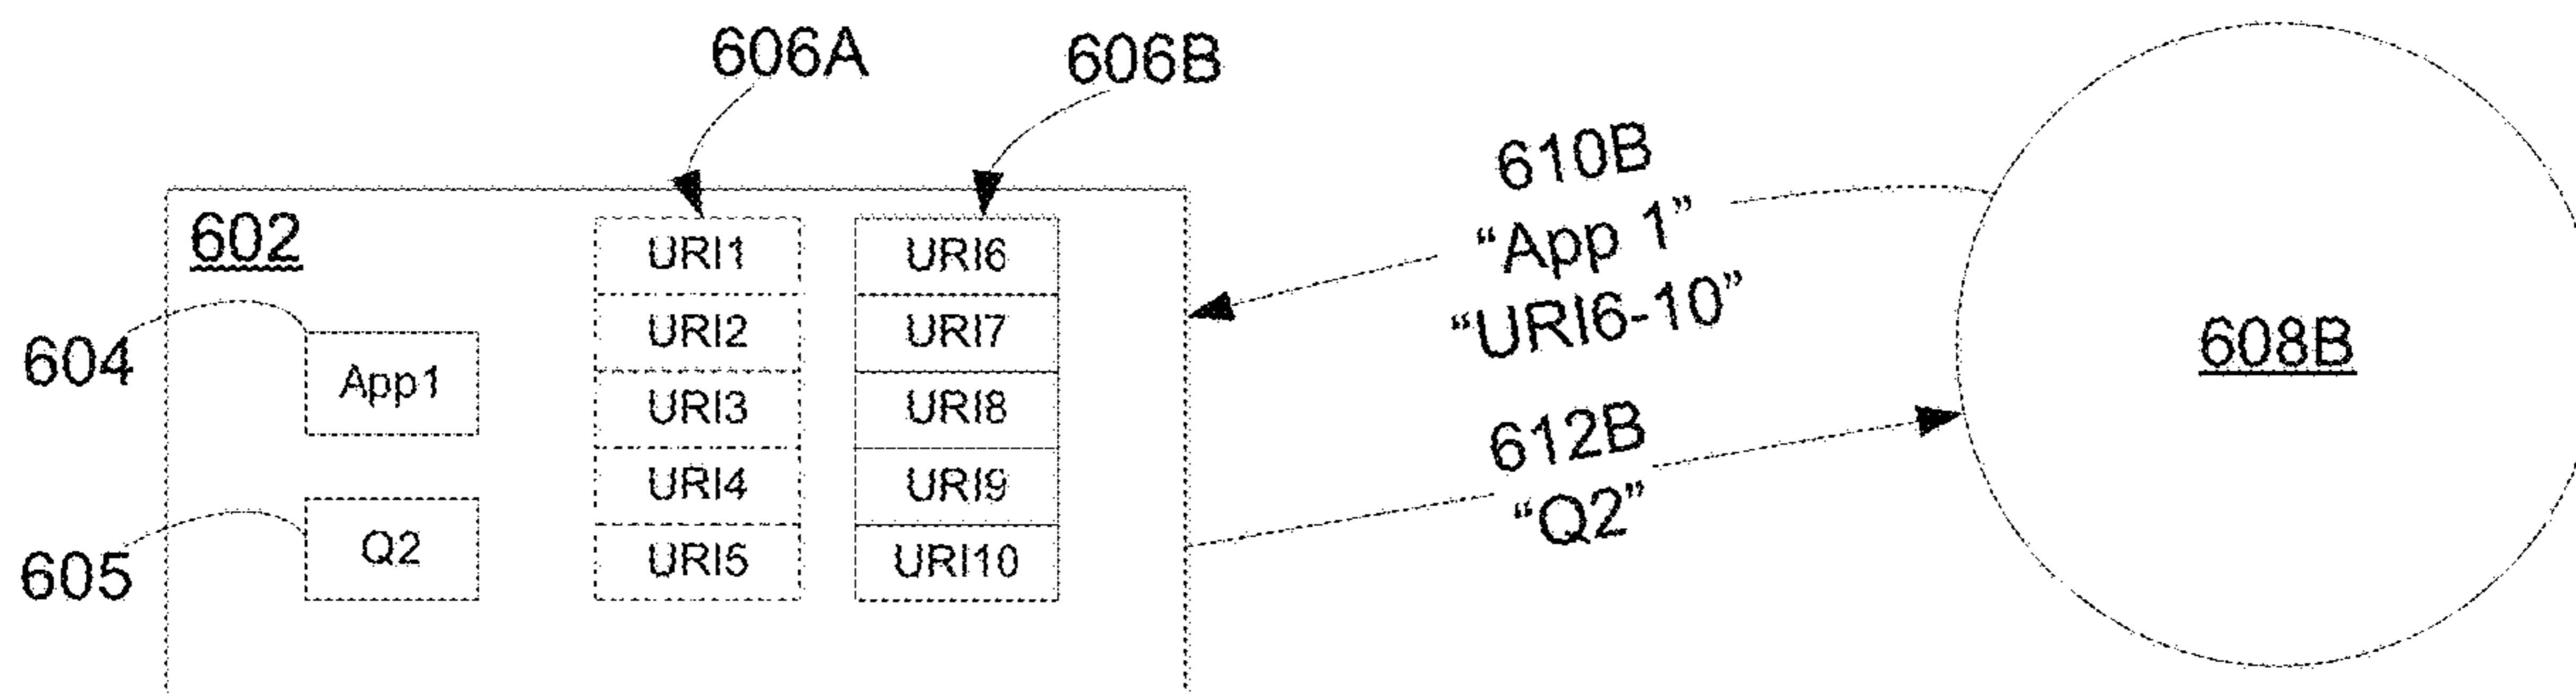 606A
606B
602
604
605
App1
Q2
URI1
URI2
URI3
URI4
URI5
URI6
URI7
URI8
URI9
URI10
610B
“App 1”
“URI6-10”
612B
“Q2”
608B